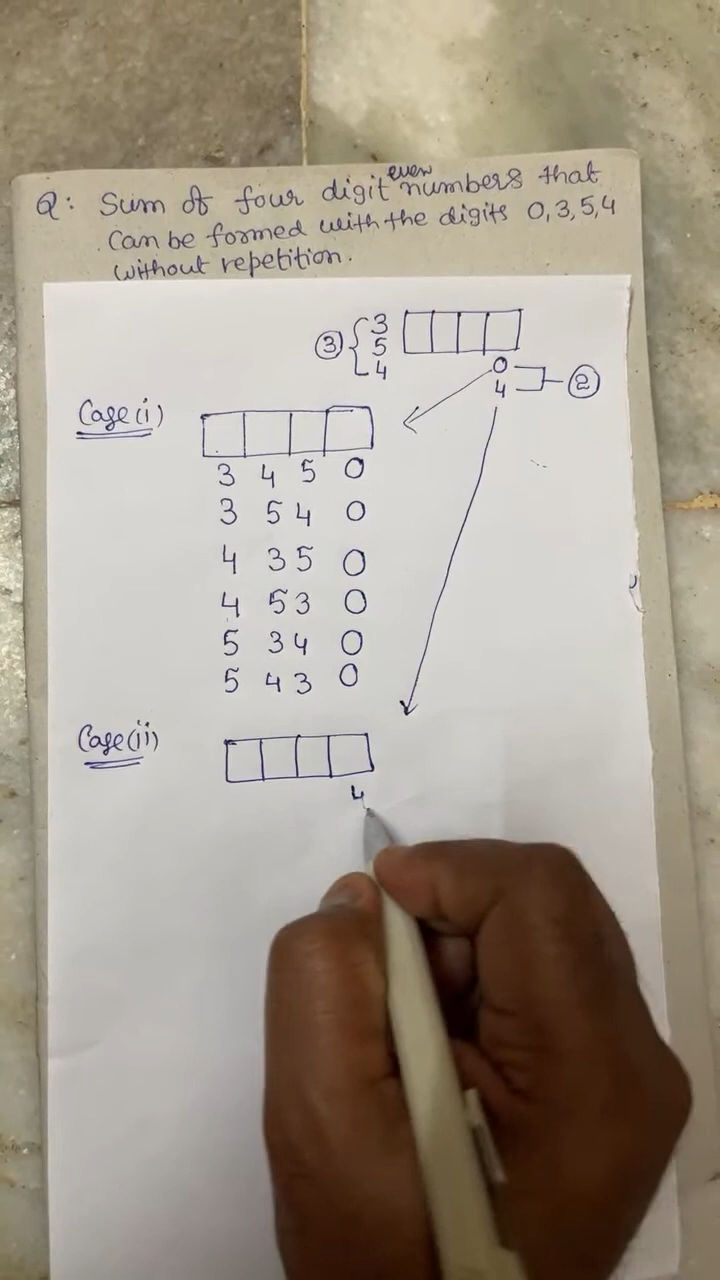 Q: Sum of four digit even numbers that
can be formed with the digits 0,3,5,4
without repetition.
3
③ 5
4
0
4 ②
Case(i)
3 4 5 0
3 5 4 0
4 3 5 0
4 5 3 0
5 3 4 0
5 4 3 0
Case(ii)
4